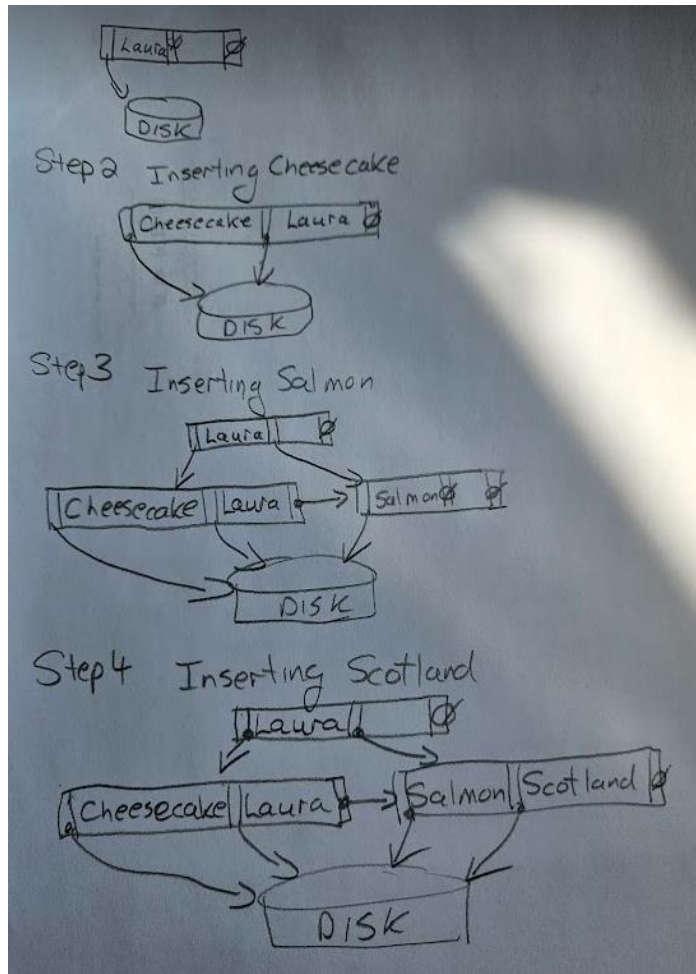 Laura ∅ ∅
DISK
Step 2 Inserting Cheesecake
Cheesecake Laura ∅
DISK
Step 3 Inserting Salmon
Laura ∅
Cheesecake Laura Salmon ∅ ∅
DISK
Step 4 Inserting Scotland
Laura ∅
Cheesecake Laura Salmon Scotland ∅
DISK